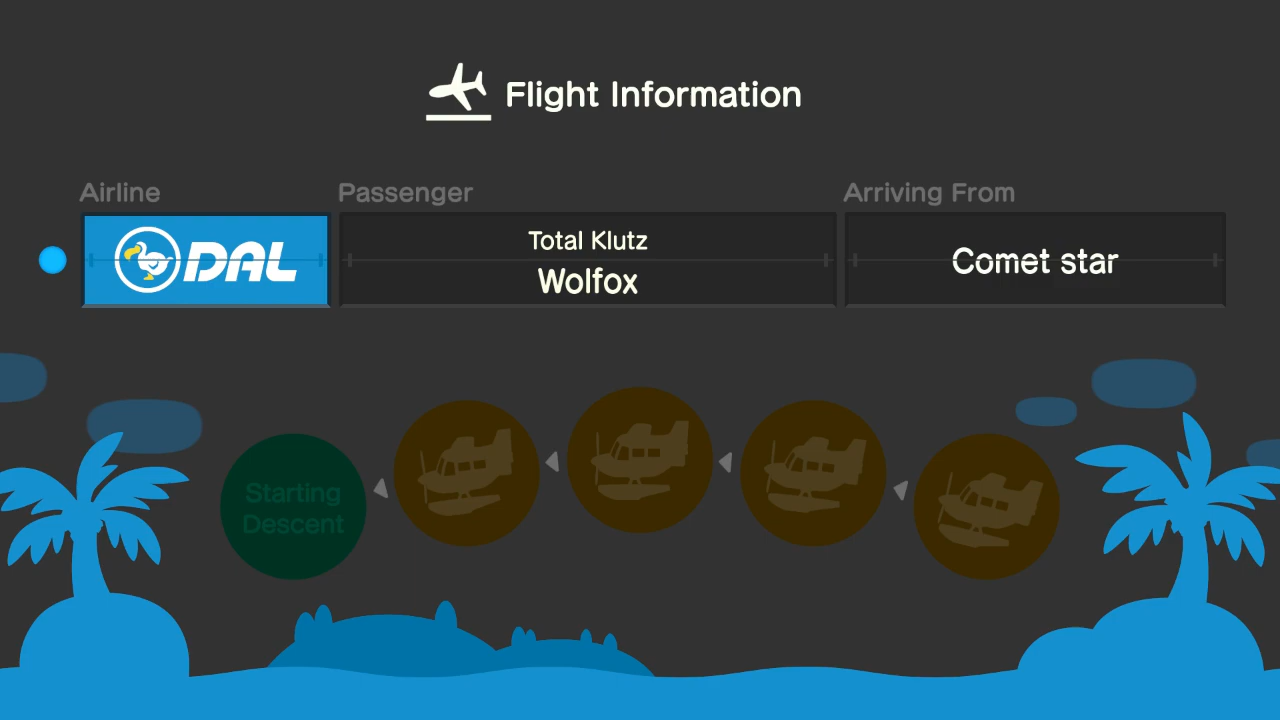 Flight Information
Airline
Passenger
Arriving From
DAL
Total Klutz
Wolfox
Comet star
Starting
Descent